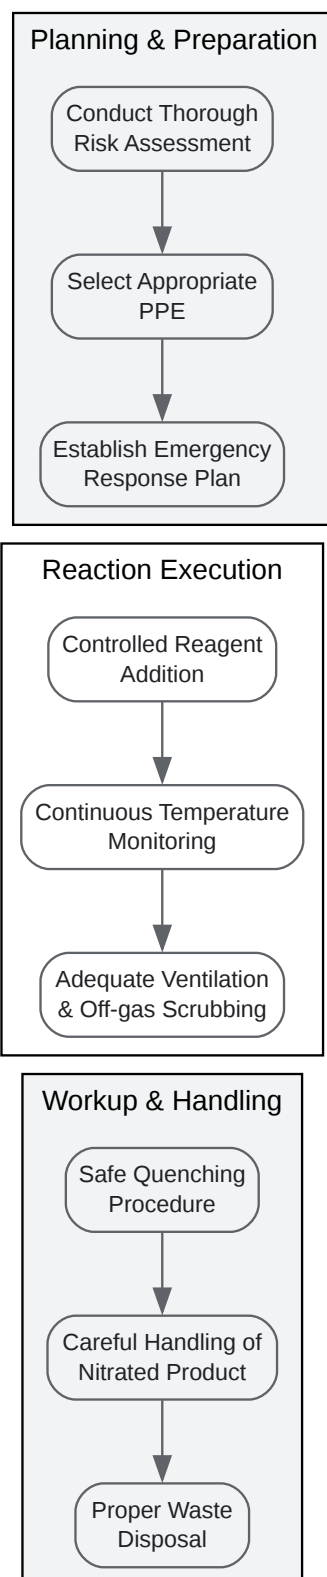 Planning & Preparation
Conduct Thorough
Risk Assessment
Select Appropriate
PPE
Establish Emergency
Response Plan
Reaction Execution
Controlled Reagent
Addition
Continuous Temperature
Monitoring
Adequate Ventilation
& Off-gas Scrubbing
Workup & Handling
Safe Quenching
Procedure
Careful Handling of
Nitrated Product
Proper Waste
Disposal